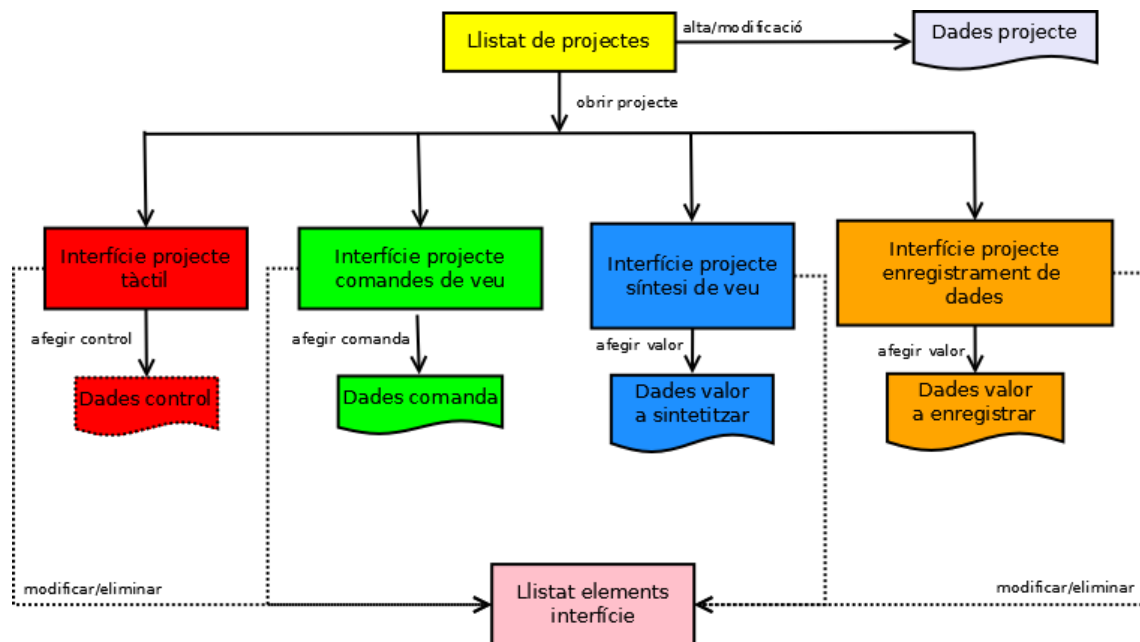 Llistat de projectes
alta/modificació
Dades projecte
obrir projecte
Interfície projecte
tàctil
Interfície projecte
comandes de veu
Interfície projecte
síntesi de veu
Interfície projecte
enregistrament de
dades
afegir control
afegir comanda
afegir valor
afegir valor
Dades control
Dades comanda
Dades valor
a sintetitzar
Dades valor
a enregistrar
modificar/eliminar
Llistat elements
interfície
modificar/eliminar